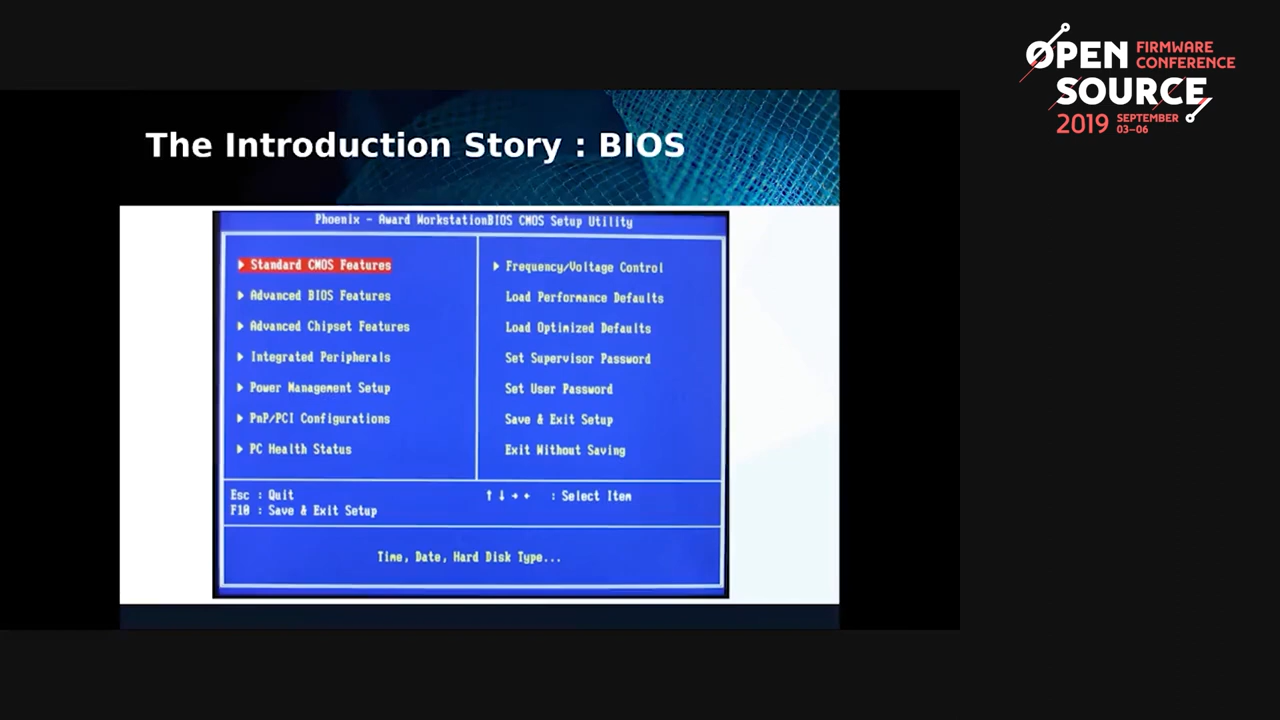 OPEN FIRMWARE
CONFERENCE
SOURCE
2019 SEPTEMBER
03–06
The Introduction Story : BIOS
Phoenix - Award WorkstationBIOS CMOS Setup Utility
Standard CMOS Features
Advanced BIOS Features
Advanced Chipset Features
Integrated Peripherals
Power Management Setup
PnP/PCI Configurations
PC Health Status
Frequency/Voltage Control
Load Performance Defaults
Load Optimized Defaults
Set Supervisor Password
Set User Password
Save & Exit Setup
Exit Without Saving
Esc : Quit
F10 : Save & Exit Setup
↑ ↓ → ← : Select Item
Time, Date, Hard Disk Type...